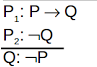 P₁: P → Q
P₂: ¬Q
Q: ¬P